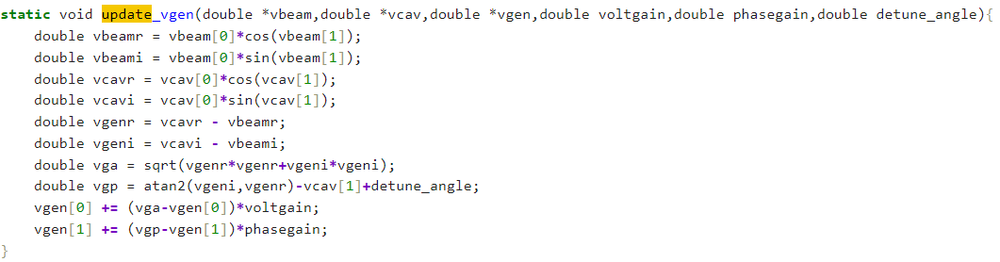 static void update_vgen(double *vbeam,double *vcav,double *vgen,double voltgain,double phasegain,double detune_angle){
    double vbeamr = vbeam[0]*cos(vbeam[1]);
    double vbeami = vbeam[0]*sin(vbeam[1]);
    double vcavr = vcav[0]*cos(vcav[1]);
    double vcavi = vcav[0]*sin(vcav[1]);
    double vgenr = vcavr - vbeamr;
    double vgeni = vcavi - vbeami;
    double vga = sqrt(vgenr*vgenr+vgeni*vgeni);
    double vgp = atan2(vgeni,vgenr)-vcav[1]+detune_angle;
    vgen[0] += (vga-vgen[0])*voltgain;
    vgen[1] += (vgp-vgen[1])*phasegain;
}